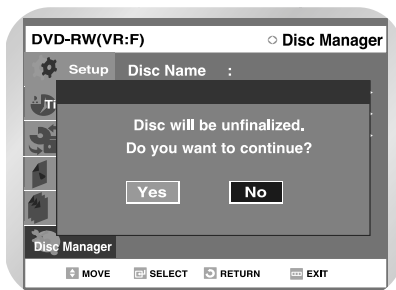 DVD-RW(VR:F) Disc Manager
Setup Disc Name :
Ti
Disc will be unfinalized.
Do you want to continue?
Yes No
Disc Manager
MOVE SELECT RETURN EXIT